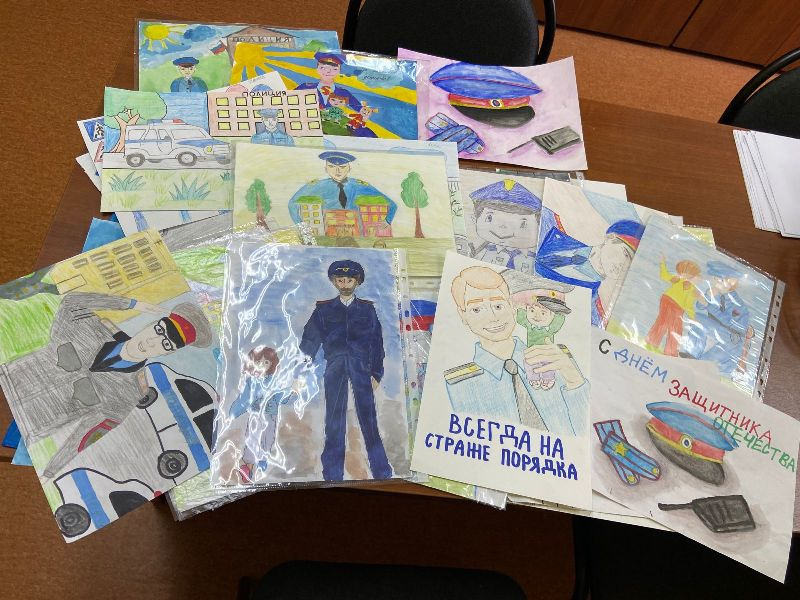 ПОЛИЦИЯ
ПОЛИЦИЯ
ВСЕГДА НА
СТРАЖЕ ПОРЯДКА
С ДНЁМ
ЗАЩИТНИКА
ОТЕЧЕСТВА